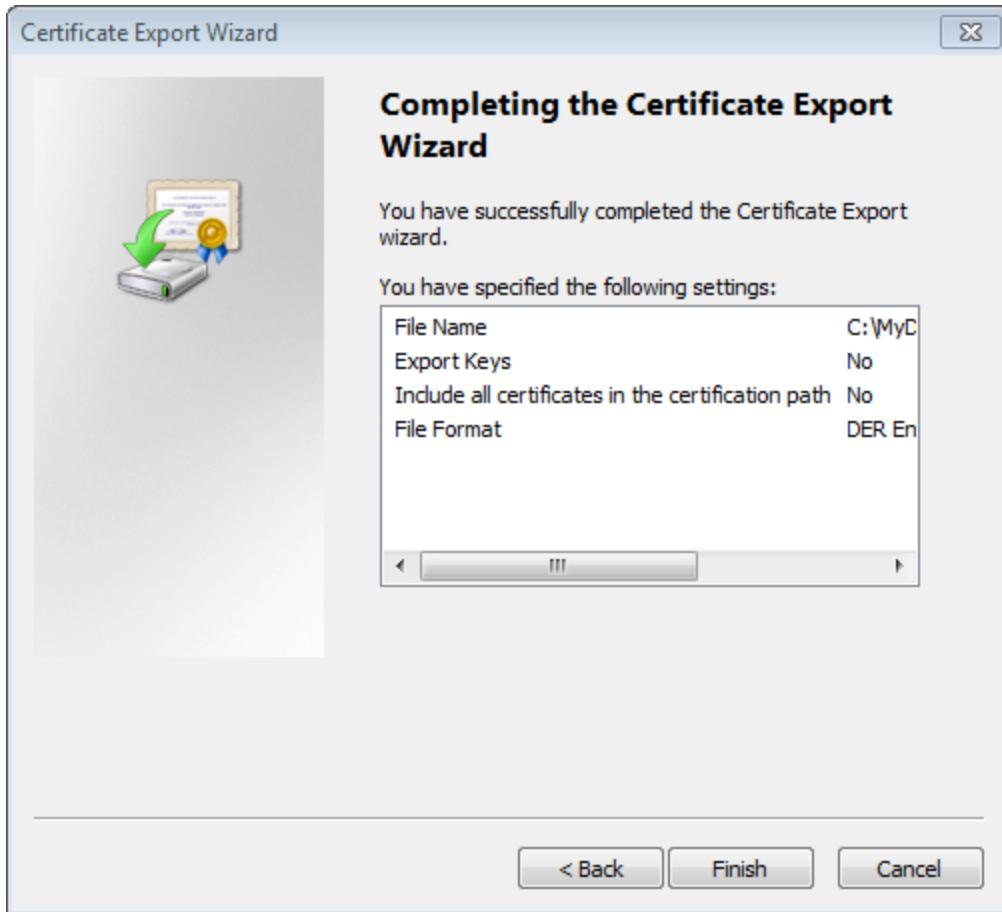 Certificate Export Wizard
Completing the Certificate Export
Wizard
You have successfully completed the Certificate Export
wizard.
You have specified the following settings:
File Name C:\MyD
Export Keys No
Include all certificates in the certification path No
File Format DER En
< Back Finish Cancel